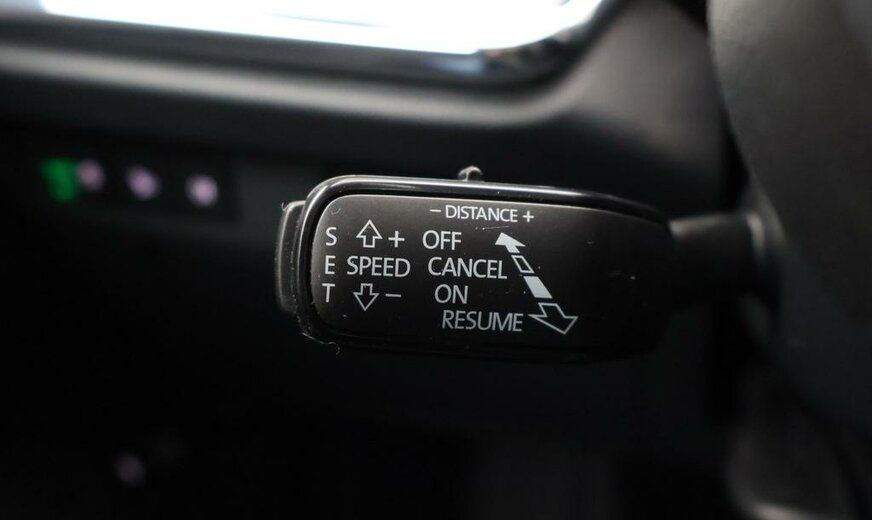 – DISTANCE +
S + OFF
E SPEED CANCEL
T – ON
RESUME